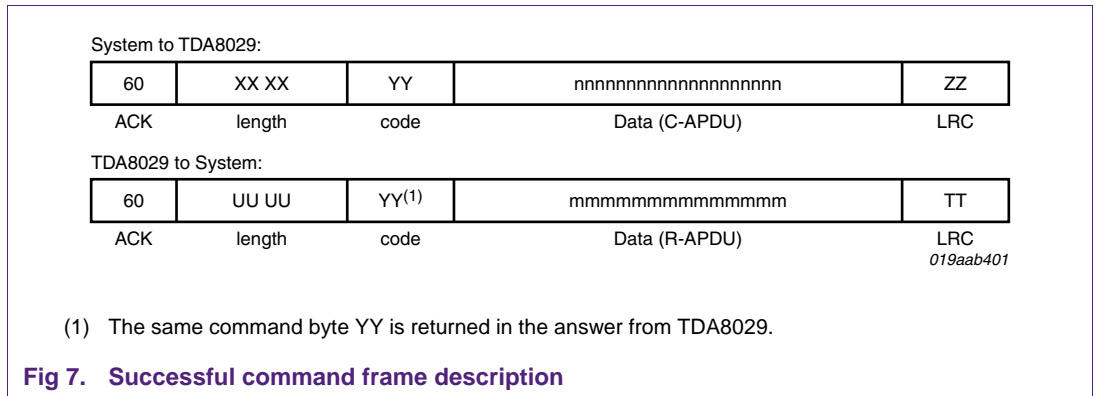 System to TDA8029:
60 XX XX YY nnnnnnnnnnnnnnnnnnnn ZZ
ACK length code Data (C-APDU) LRC
TDA8029 to System:
60 UU UU YY(1) mmmmmmmmmmmmmm TT
ACK length code Data (R-APDU) LRC
019aab401
(1) The same command byte YY is returned in the answer from TDA8029.
Fig 7. Successful command frame description